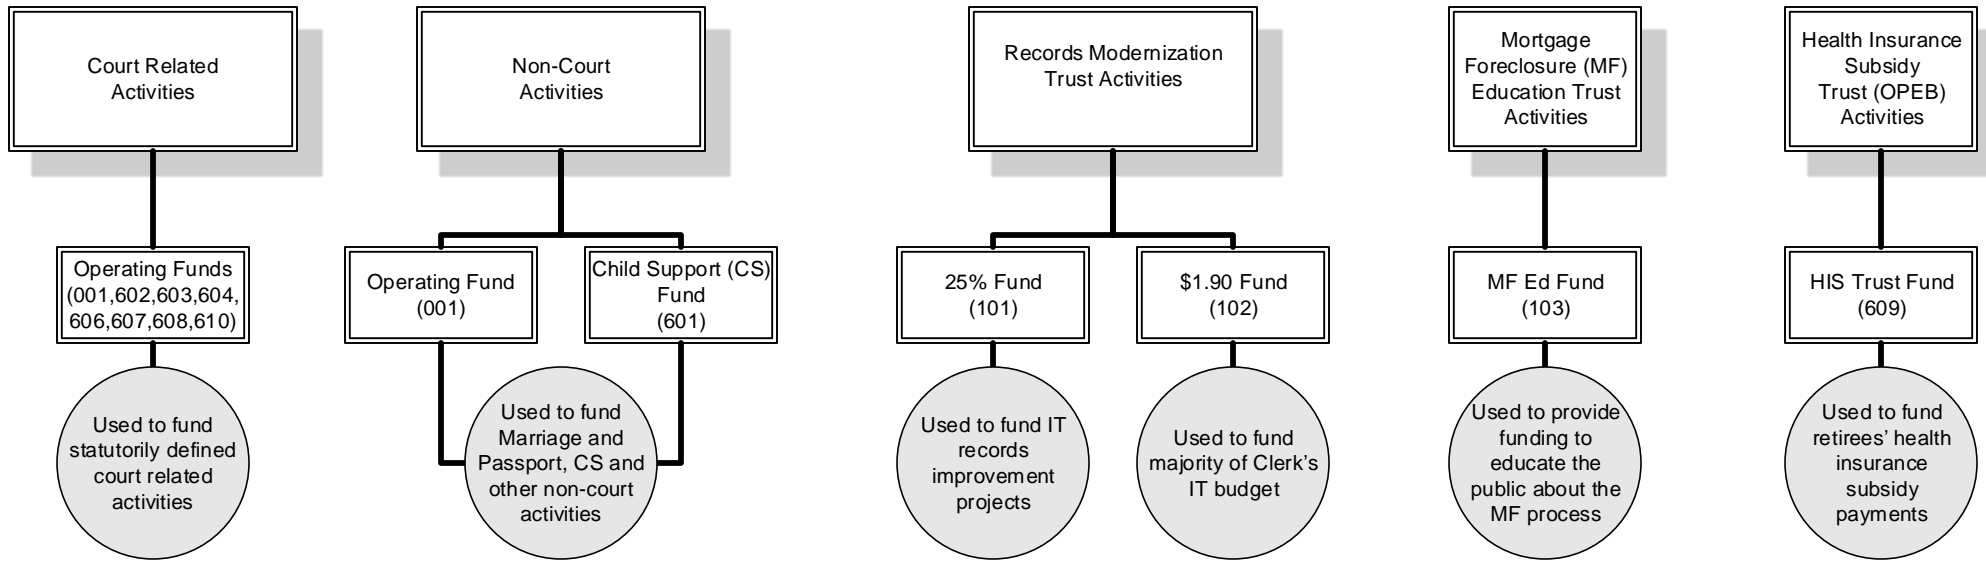 Court Related
Activities
Non-Court
Activities
Records Modernization
Trust Activities
Mortgage
Foreclosure (MF)
Education Trust
Activities
Health Insurance
Subsidy
Trust (OPEB)
Activities
Operating Funds
(001,602,603,604,
606,607,608,610)
Operating Fund
(001)
Child Support (CS)
Fund
(601)
25% Fund
(101)
$1.90 Fund
(102)
MF Ed Fund
(103)
HIS Trust Fund
(609)
Used to fund
statutorily defined
court related
activities
Used to fund
Marriage and
Passport, CS and
other non-court
activities
Used to fund IT
records
improvement
projects
Used to fund
majority of Clerk’s
IT budget
Used to provide
funding to
educate the
public about the
MF process
Used to fund
retirees’ health
insurance
subsidy
payments